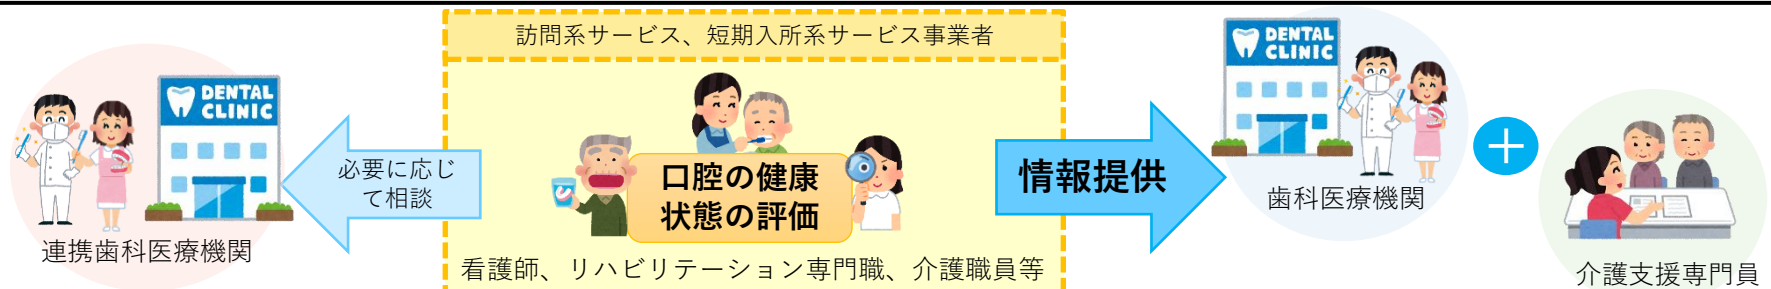 訪問系サービス、短期入所系サービス事業者
DENTAL
CLINIC
必要に応じ
て相談
連携歯科医療機関
口腔の健康
状態の評価
看護師、リハビリテーション専門職、介護職員等
情報提供
DENTAL
CLINIC
歯科医療機関
＋
介護支援専門員